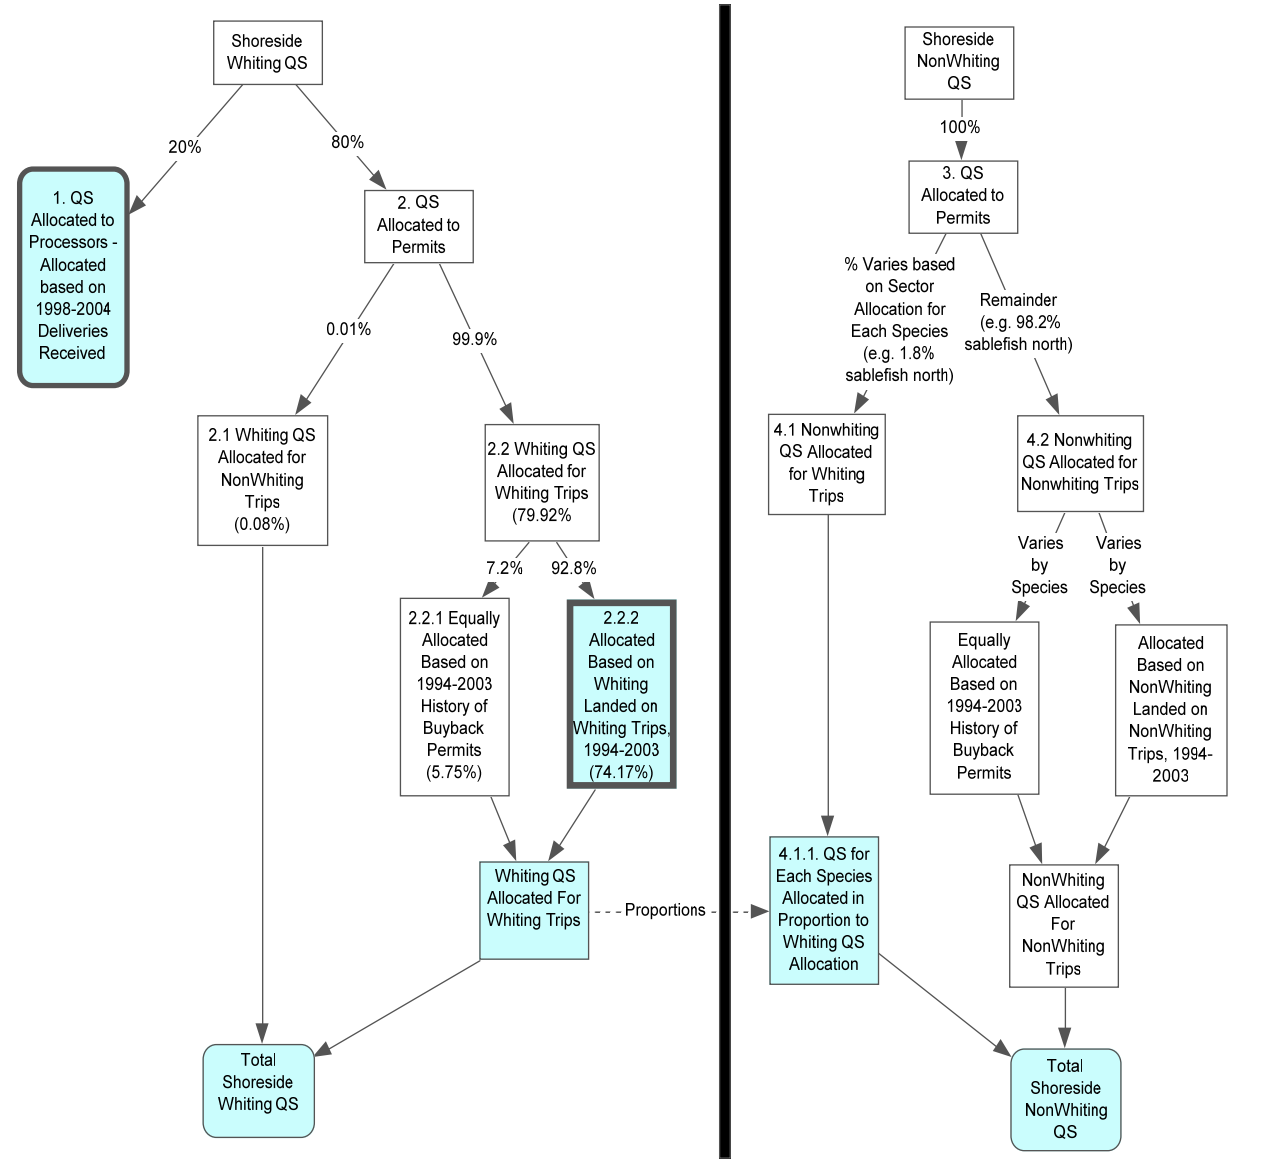 Shoreside
Whiting QS
20%
80%
1. QS
Allocated to
Processors -
Allocated
based on
1998-2004
Deliveries
Received
2. QS
Allocated to
Permits
0.01%
99.9%
2.1 Whiting QS
Allocated for
NonWhiting
Trips
(0.08%)
2.2 Whiting QS
Allocated for
Whiting Trips
(79.92%
7.2%
92.8%
2.2.1 Equally
Allocated
Based on
1994-2003
History of
Buyback
Permits
(5.75%)
2.2.2
Allocated
Based on
Whiting
Landed on
Whiting Trips,
1994-2003
(74.17%)
Whiting QS
Allocated For
Whiting Trips
Proportions
Total
Shoreside
Whiting QS
Shoreside
NonWhiting
QS
100%
3. QS
Allocated to
Permits
% Varies based
on Sector
Allocation for
Each Species
(e.g. 1.8%
sablefish north)
Remainder
(e.g. 98.2%
sablefish north)
4.1 Nonwhiting
QS Allocated
for Whiting
Trips
4.2 Nonwhiting
QS Allocated for
Nonwhiting Trips
Varies
by
Species
Varies
by
Species
Equally
Allocated
Based on
1994-2003
History of
Buyback
Permits
Allocated
Based on
NonWhiting
Landed on
NonWhiting
Trips, 1994-
2003
4.1.1. QS for
Each Species
Allocated in
Proportion to
Whiting QS
Allocation
NonWhiting
QS Allocated
For
NonWhiting
Trips
Total
Shoreside
NonWhiting
QS